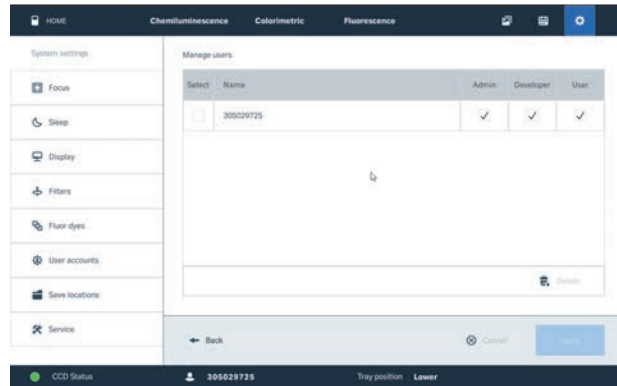 HOME Chemiluminescence Colorimetric Fluorescence
System settings
Manage users
Focus
Sleep
Display
Filters
Fluor dyes
User accounts
Save locations
Service
Select Name Admin Developer User
305029725
Delete
Back Cancel
CCD Status 305029725 Tray position Lower